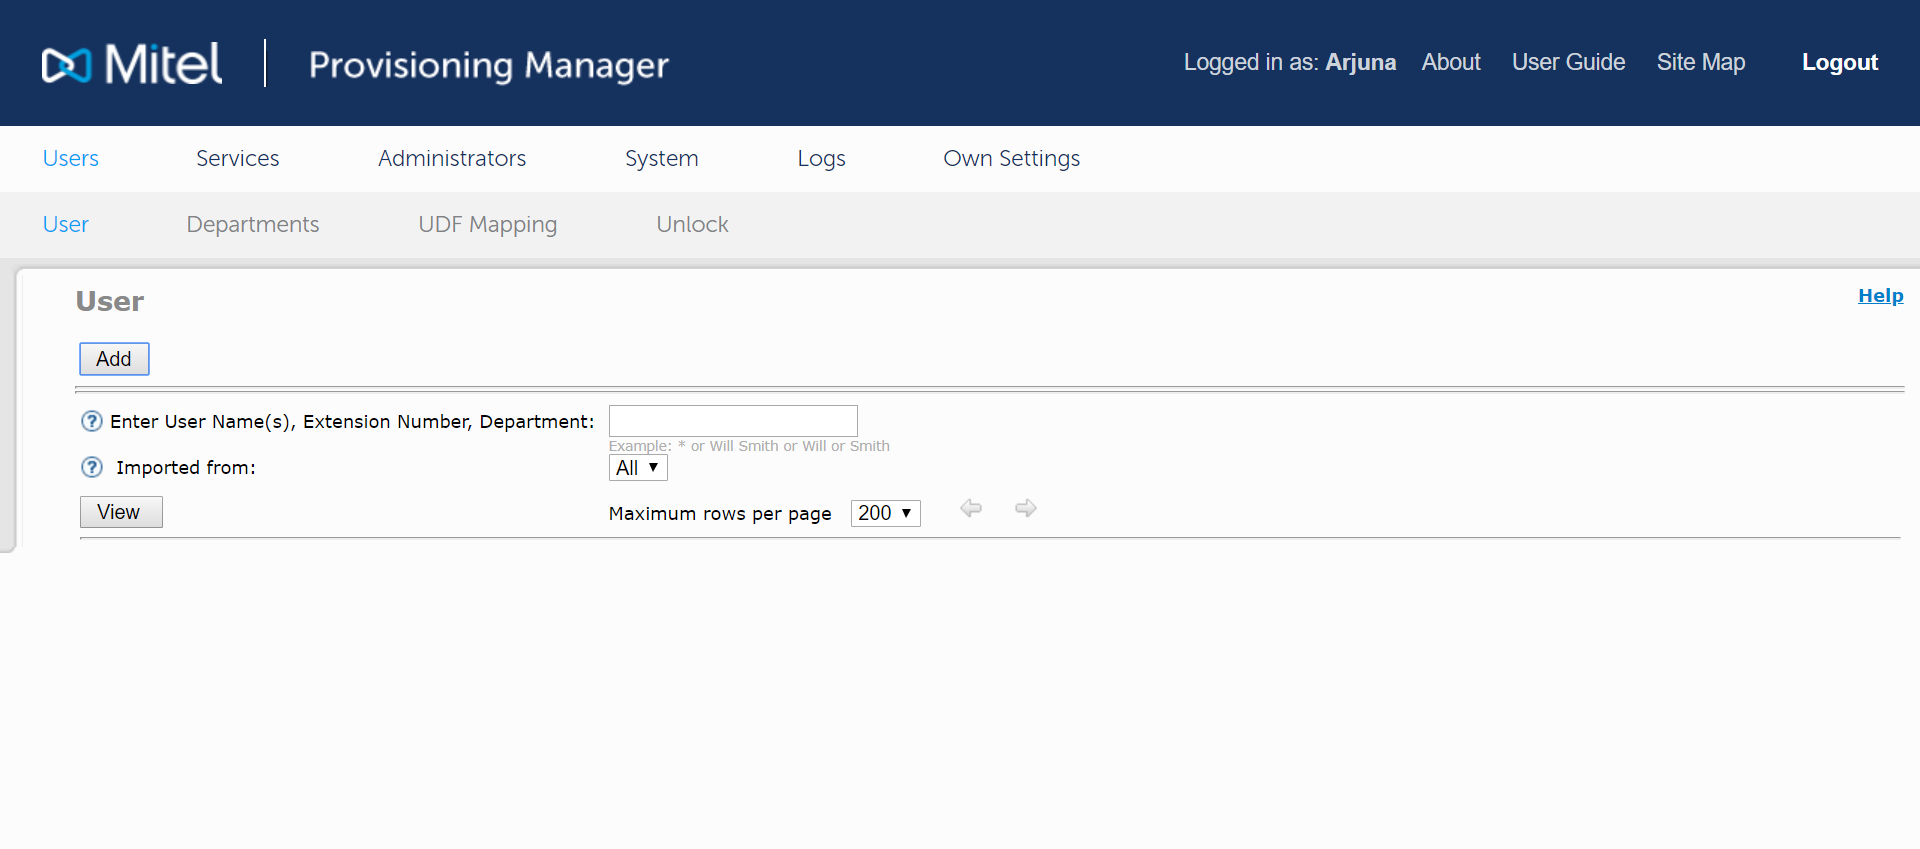 Mitel | Provisioning Manager
Logged in as: Arjuna About User Guide Site Map Logout
Users Services Administrators System Logs Own Settings
User Departments UDF Mapping Unlock
User
Help
Add
? Enter User Name(s), Extension Number, Department:
Example: * or Will Smith or Will or Smith
? Imported from: All
View Maximum rows per page 200